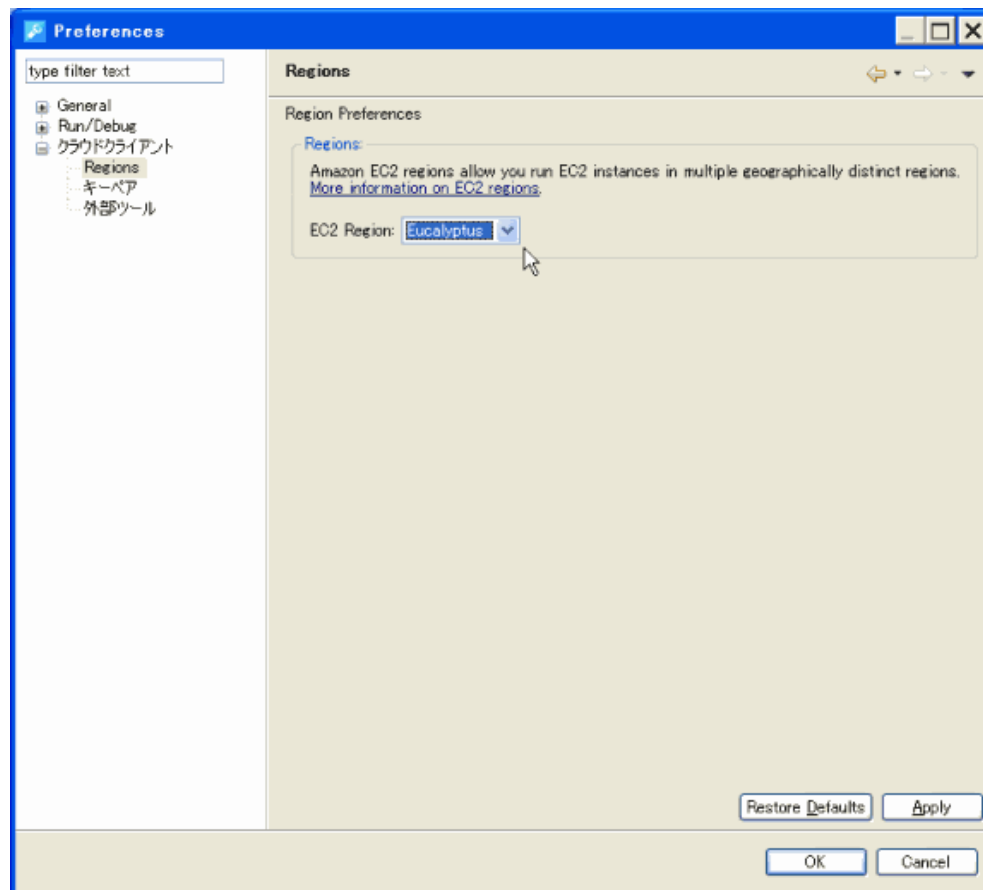 Preferences
type filter text
General
Run/Debug
クラウドクライアント
Regions
キーペア
外部ツール
Regions
Region Preferences
Regions:
Amazon EC2 regions allow you run EC2 instances in multiple geographically distinct regions.
More information on EC2 regions.
EC2 Region: Eucalyptus
Restore Defaults Apply
OK Cancel